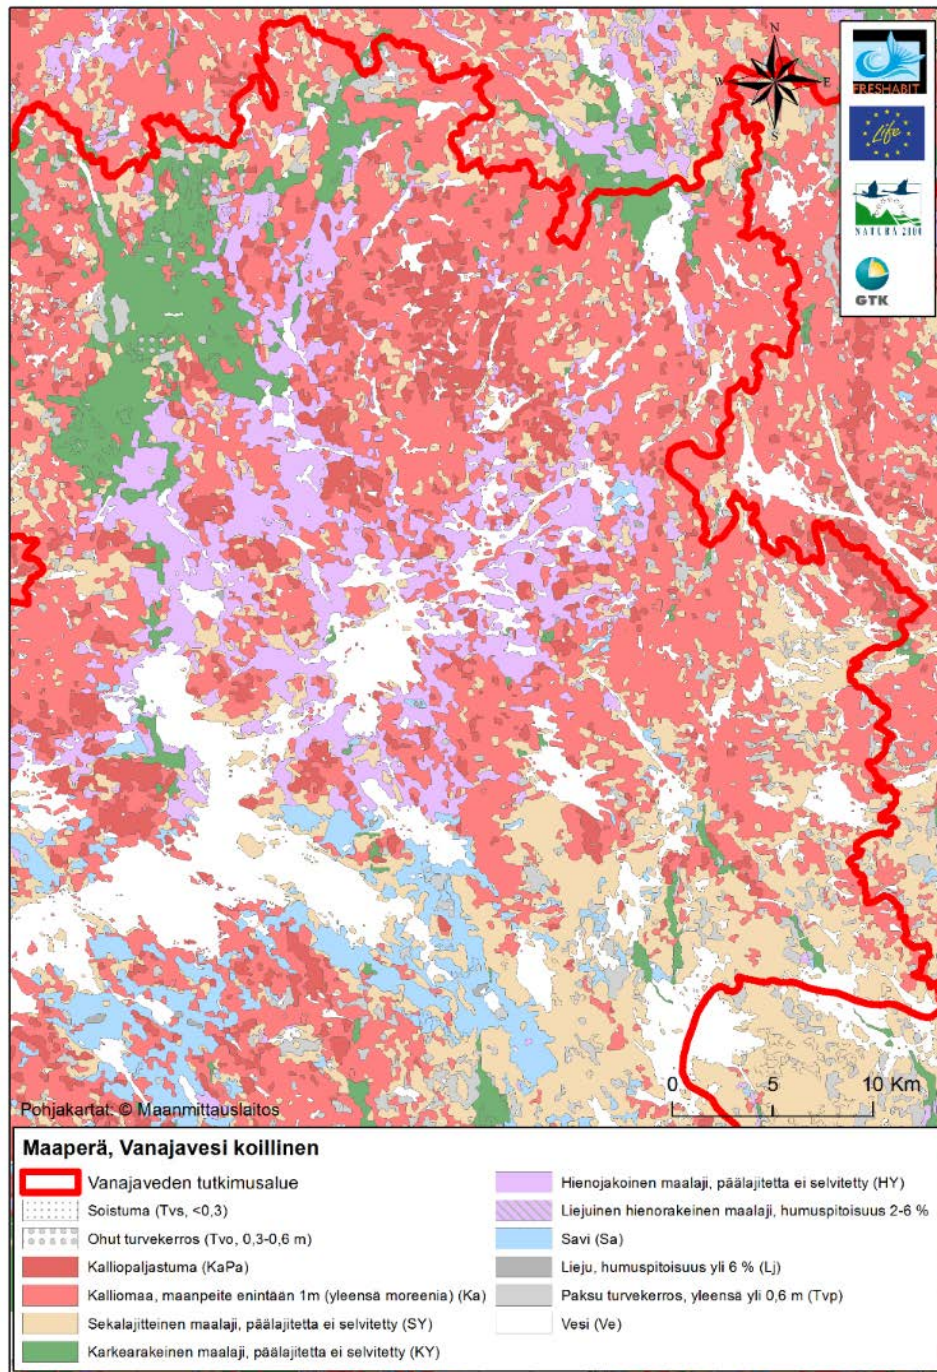 N
W
E
S
FRESHABIT
Life
NATURA 2000
GTK
0 5 10 Km
Pohjakartat: © Maanmittauslaitos
Maaperä, Vanajavesi koillinen
Vanajaveden tutkimusalue
Soistuma (Tvs, <0,3)
Ohut turvekerros (Tvo, 0,3-0,6 m)
Kalliopaljastuma (KaPa)
Kalliomaa, maanpeite enintään 1m (yleensä moreenia) (Ka)
Sekalajitteinen maalaji, päälajitetta ei selvitetty (SY)
Karkearakeinen maalaji, päälajitetta ei selvitetty (KY)
Hienojakoinen maalaji, päälajitetta ei selvitetty (HY)
Liejuinen hienorakeinen maalaji, humuspitoisuus 2-6 %
Savi (Sa)
Lieju, humuspitoisuus yli 6 % (Lj)
Paksu turvekerros, yleensä yli 0,6 m (Tvp)
Vesi (Ve)